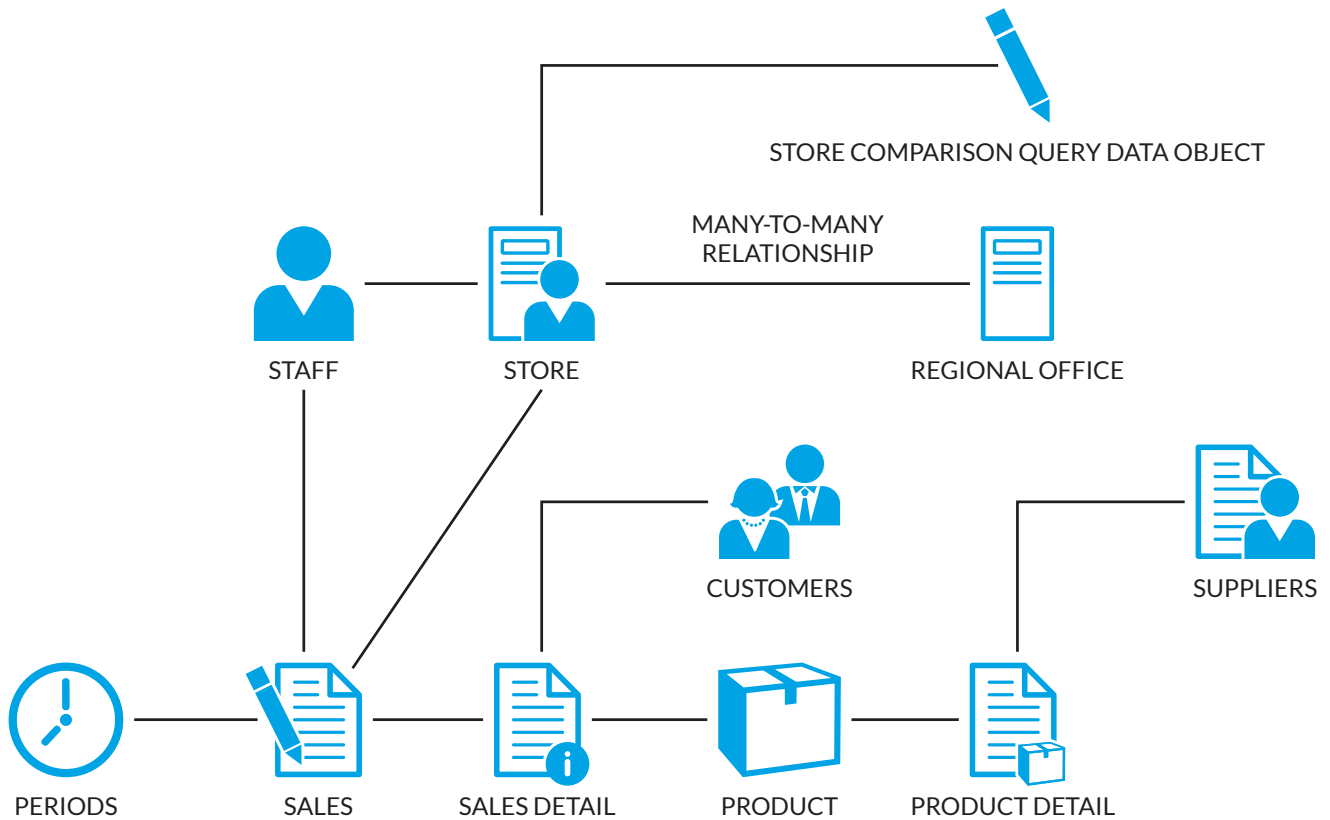 STORE COMPARISON QUERY DATA OBJECT
MANY-TO-MANY
RELATIONSHIP
STAFF
STORE
REGIONAL OFFICE
CUSTOMERS
SUPPLIERS
PERIODS
SALES
SALES DETAIL
PRODUCT
PRODUCT DETAIL